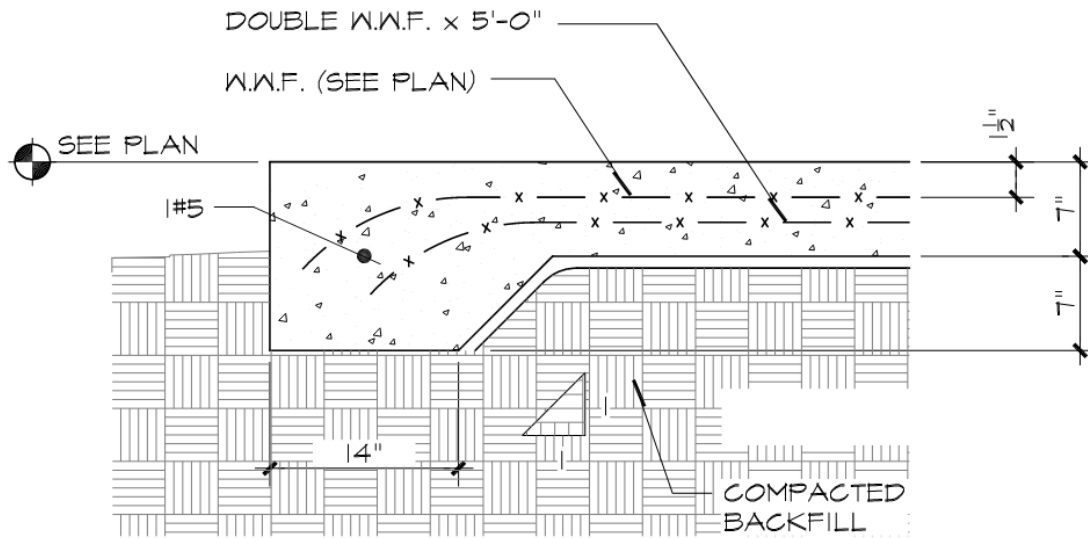 DOUBLE W.W.F. x 5'-0"
W.W.F. (SEE PLAN)
1 1/2"
SEE PLAN
1#5
7"
7"
1
1
14"
COMPACTED
BACKFILL